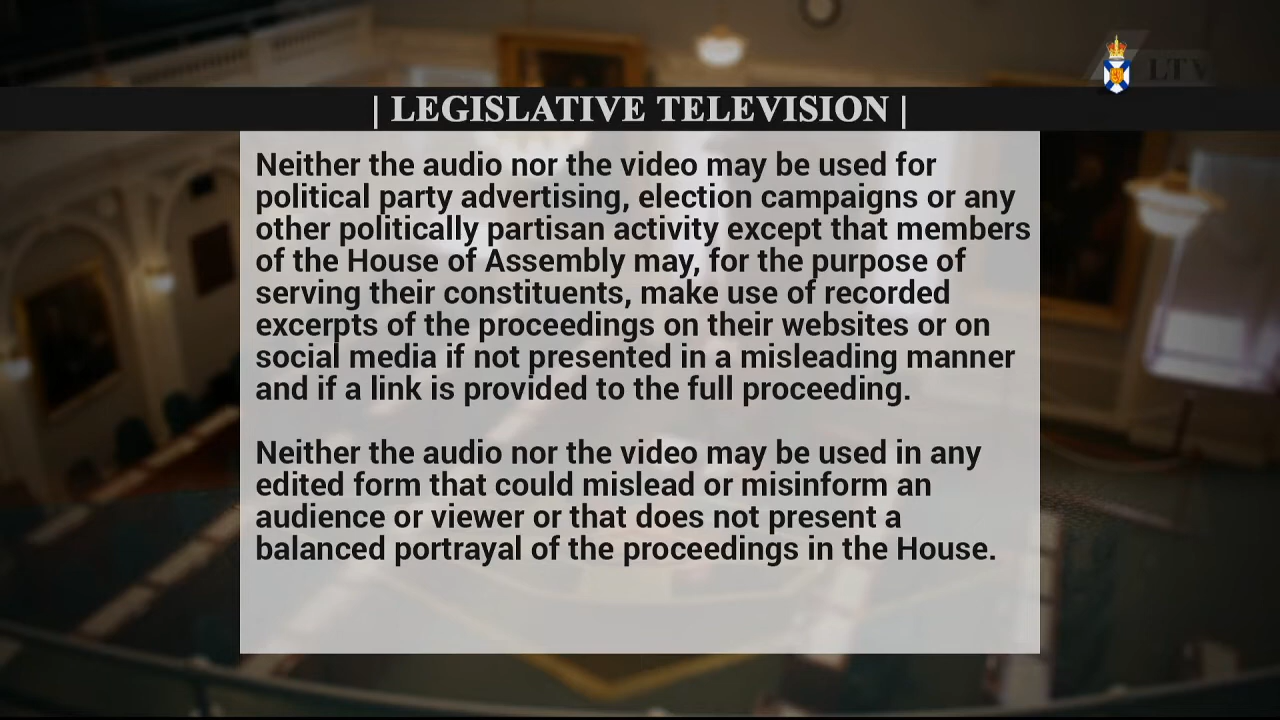 LTV
| LEGISLATIVE TELEVISION |
Neither the audio nor the video may be used for
political party advertising, election campaigns or any
other politically partisan activity except that members
of the House of Assembly may, for the purpose of
serving their constituents, make use of recorded
excerpts of the proceedings on their websites or on
social media if not presented in a misleading manner
and if a link is provided to the full proceeding.
Neither the audio nor the video may be used in any
edited form that could mislead or misinform an
audience or viewer or that does not present a
balanced portrayal of the proceedings in the House.